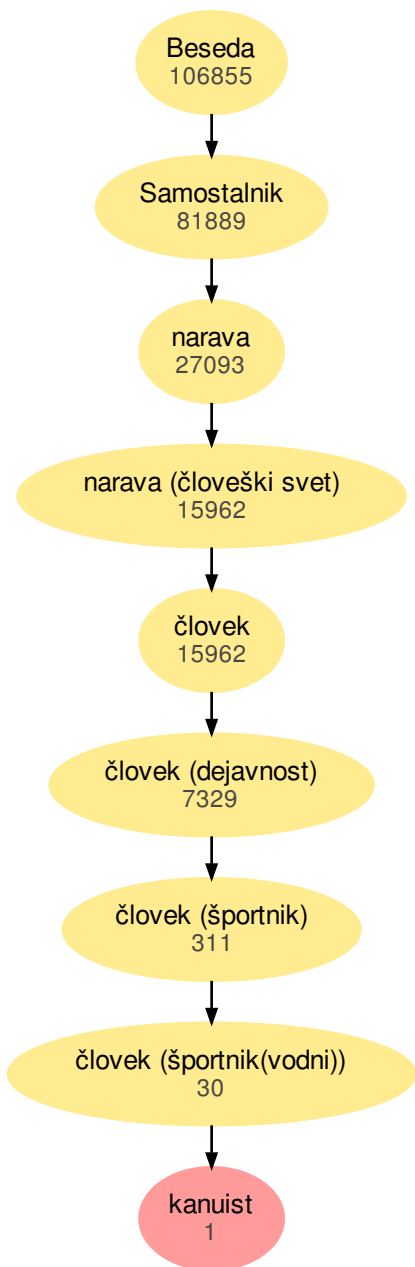 Beseda
106855
Samostalnik
81889
narava
27093
narava (človeški svet)
15962
človek
15962
človek (dejavnost)
7329
človek (športnik)
311
človek (športnik(vodni))
30
kanuist
1